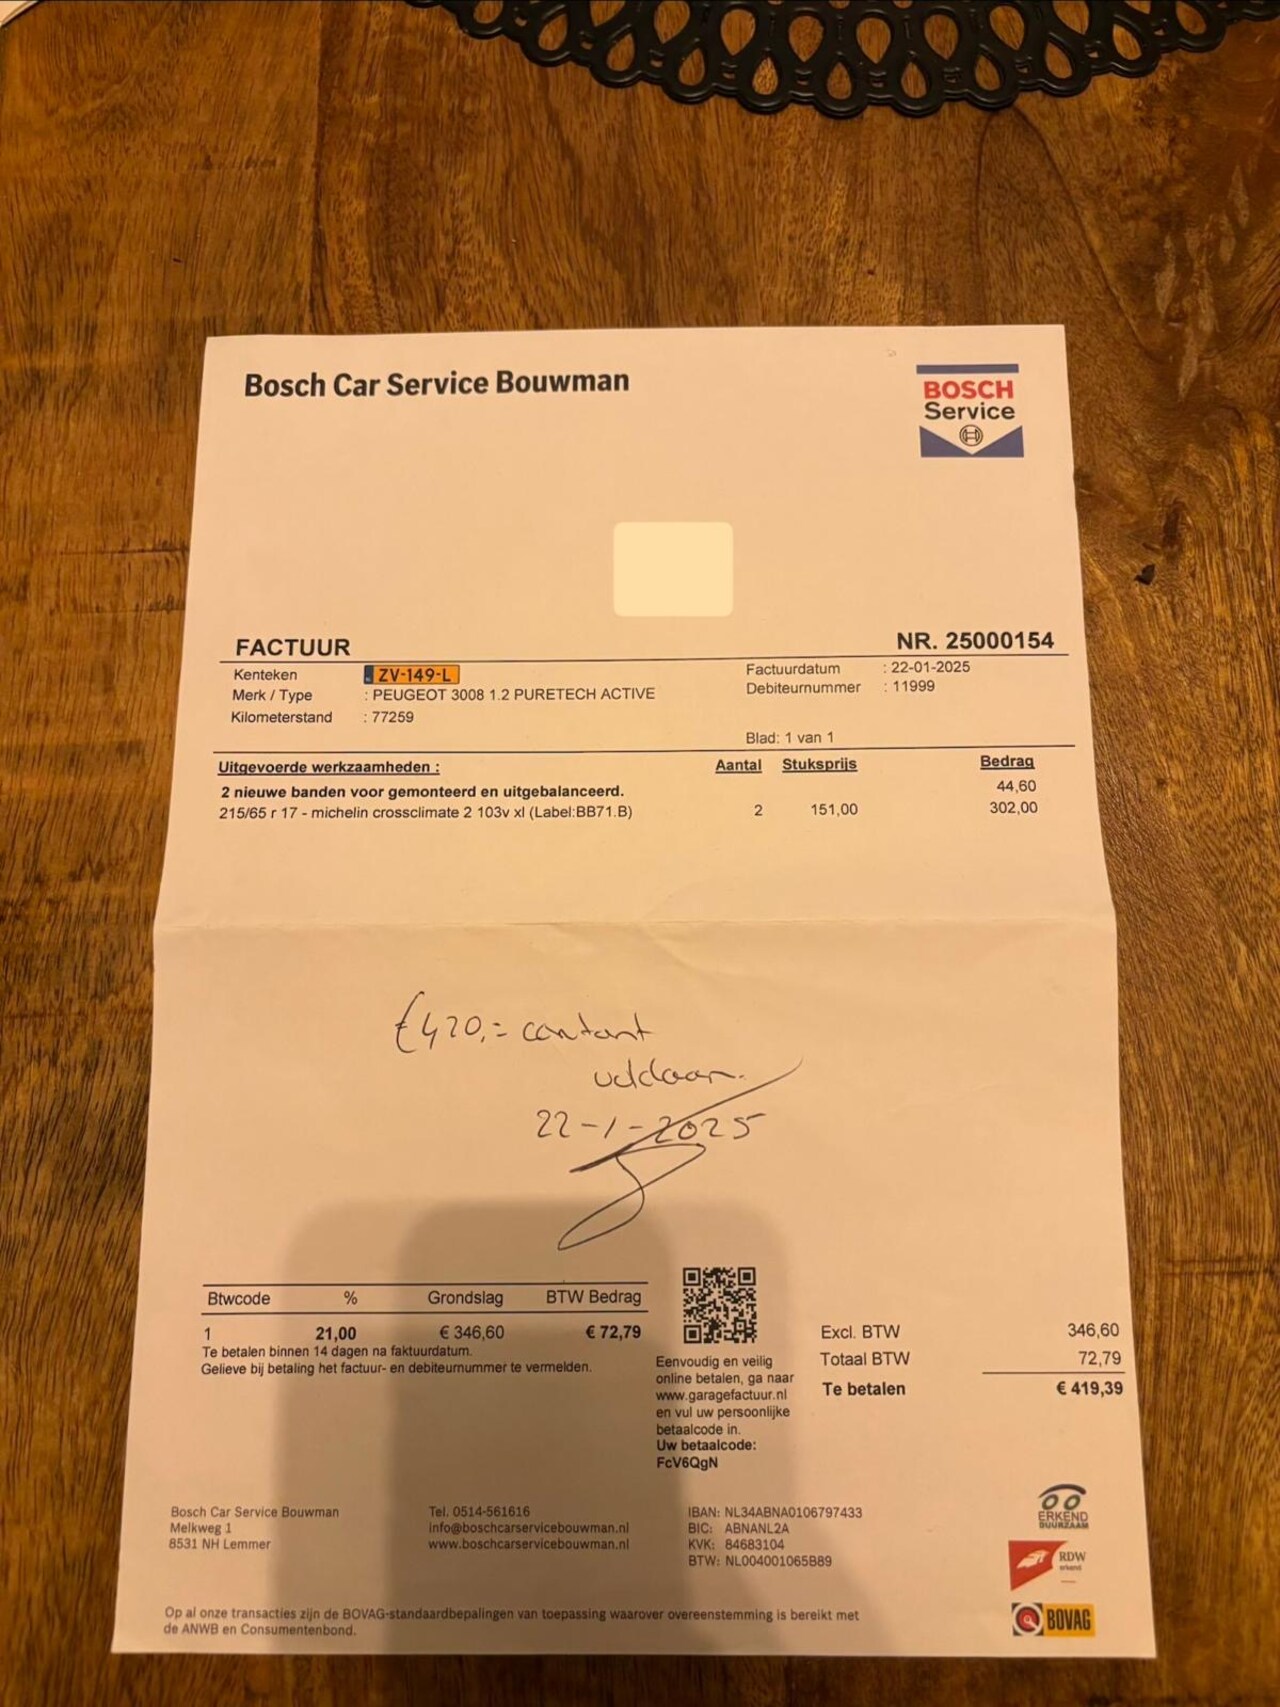 Bosch Car Service Bouwman
BOSCH
Service
FACTUUR
NR. 25000154
Kenteken ZV-149-L
Merk / Type : PEUGEOT 3008 1.2 PURETECH ACTIVE
Kilometerstand : 77259
Factuurdatum : 22-01-2025
Debiteurnummer : 11999
Blad: 1 van 1
Uitgevoerde werkzaamheden : Aantal Stuksprijs Bedrag
2 nieuwe banden voor gemonteerd en uitgebalanceerd. 44,60
215/65 r 17 - michelin crossclimate 2 103v xl (Label:BB71.B) 2 151,00 302,00
€420,= contant
voldaan.
22-1-2025
Btwcode % Grondslag BTW Bedrag
1 21,00 € 346,60 € 72,79
Te betalen binnen 14 dagen na faktuurdatum.
Gelieve bij betaling het factuur- en debiteurnummer te vermelden.
Eenvoudig en veilig
online betalen, ga naar
www.garagefactuur.nl
en vul uw persoonlijke
betaalcode in.
Uw betaalcode:
FcV6QgN
Excl. BTW 346,60
Totaal BTW 72,79
Te betalen € 419,39
Bosch Car Service Bouwman
Melkweg 1
8531 NH Lemmer
Tel. 0514-561616
info@boschcarservicebouwman.nl
www.boschcarservicebouwman.nl
IBAN: NL34ABNA0106797433
BIC: ABNANL2A
KVK: 84683104
BTW: NL004001065B89
ERKEND
DUURZAAM
RDW
erkend
BOVAG
Op al onze transacties zijn de BOVAG-standaardbepalingen van toepassing waarover overeenstemming is bereikt met
de ANWB en Consumentenbond.